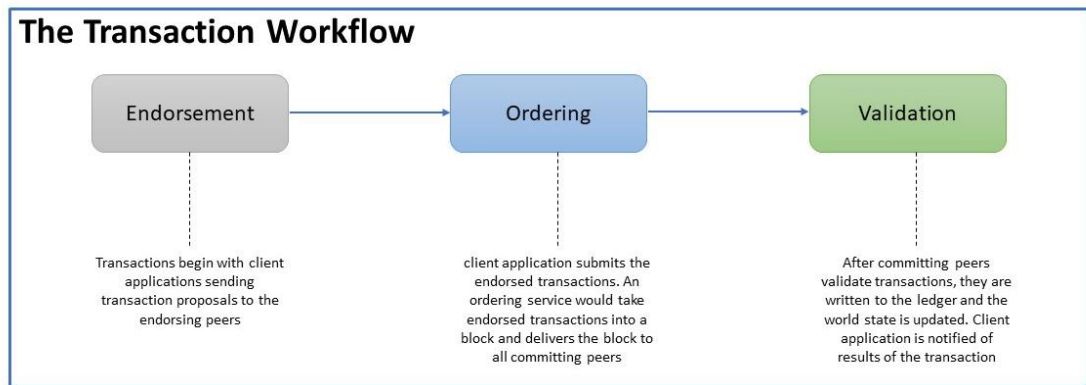 The Transaction Workflow
Endorsement
Ordering
Validation
Transactions begin with client
applications sending
transaction proposals to the
endorsing peers
client application submits the
endorsed transactions. An
ordering service would take
endorsed transactions into a
block and delivers the block to
all committing peers
After committing peers
validate transactions, they are
written to the ledger and the
world state is updated. Client
application is notified of
results of the transaction